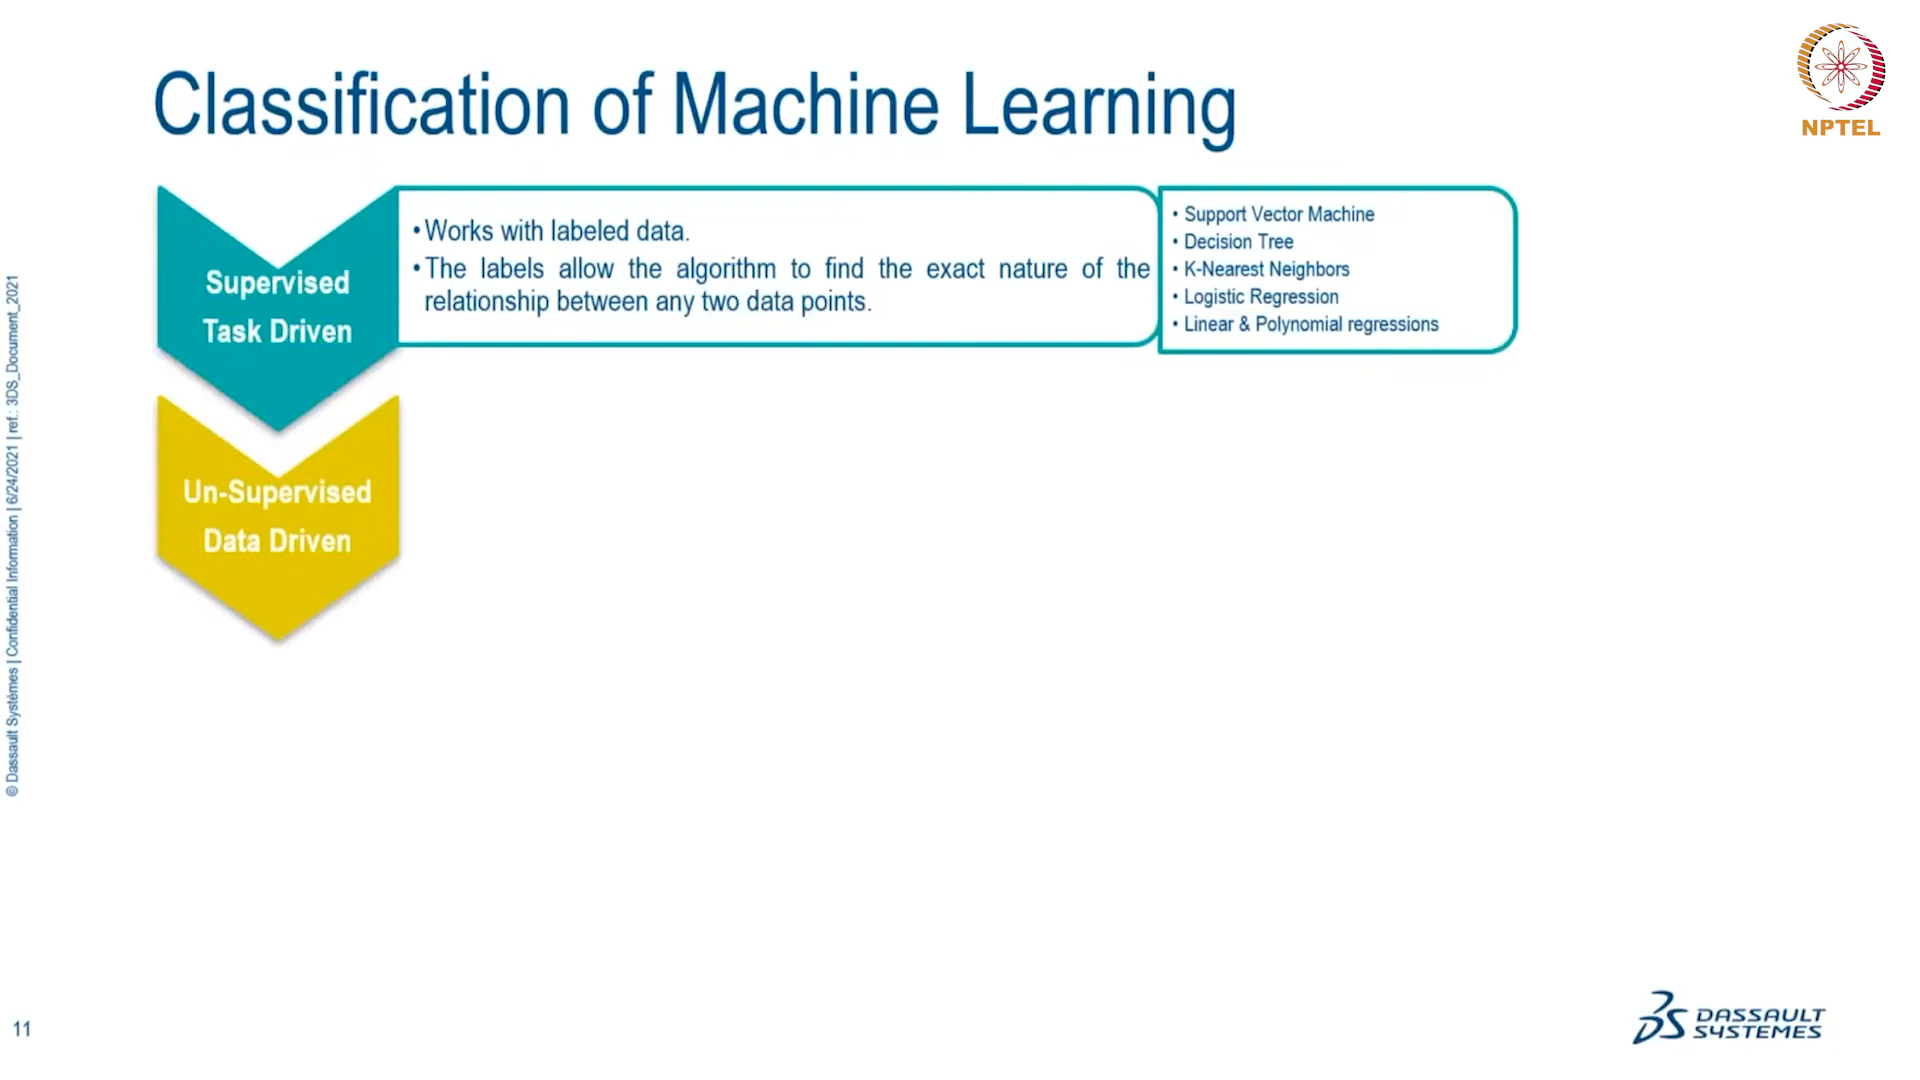 Classification of Machine Learning
NPTEL
Supervised
Task Driven
•Works with labeled data.
•The labels allow the algorithm to find the exact nature of the
relationship between any two data points.
• Support Vector Machine
• Decision Tree
• K-Nearest Neighbors
• Logistic Regression
• Linear & Polynomial regressions
Un-Supervised
Data Driven
© Dassault Systèmes | Confidential Information | 6/24/2021 | ref.: 3DS_Document_2021
11
DASSAULT
SYSTEMES